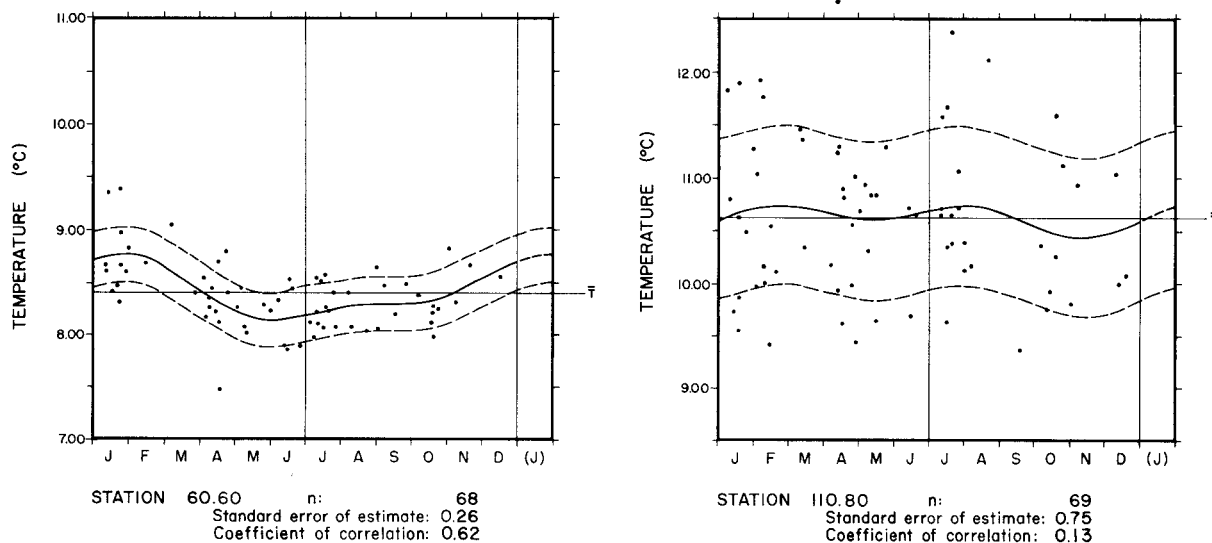 11.00
10.00
9.00
8.00
7.00
TEMPERATURE (°C)
J F M A M J J A S O N D (J)
T̿
STATION 60.60 n: 68
Standard error of estimate: 0.26
Coefficient of correlation: 0.62
12.00
11.00
10.00
9.00
TEMPERATURE (°C)
J F M A M J J A S O N D (J)
STATION 110.80 n: 69
Standard error of estimate: 0.75
Coefficient of correlation: 0.13